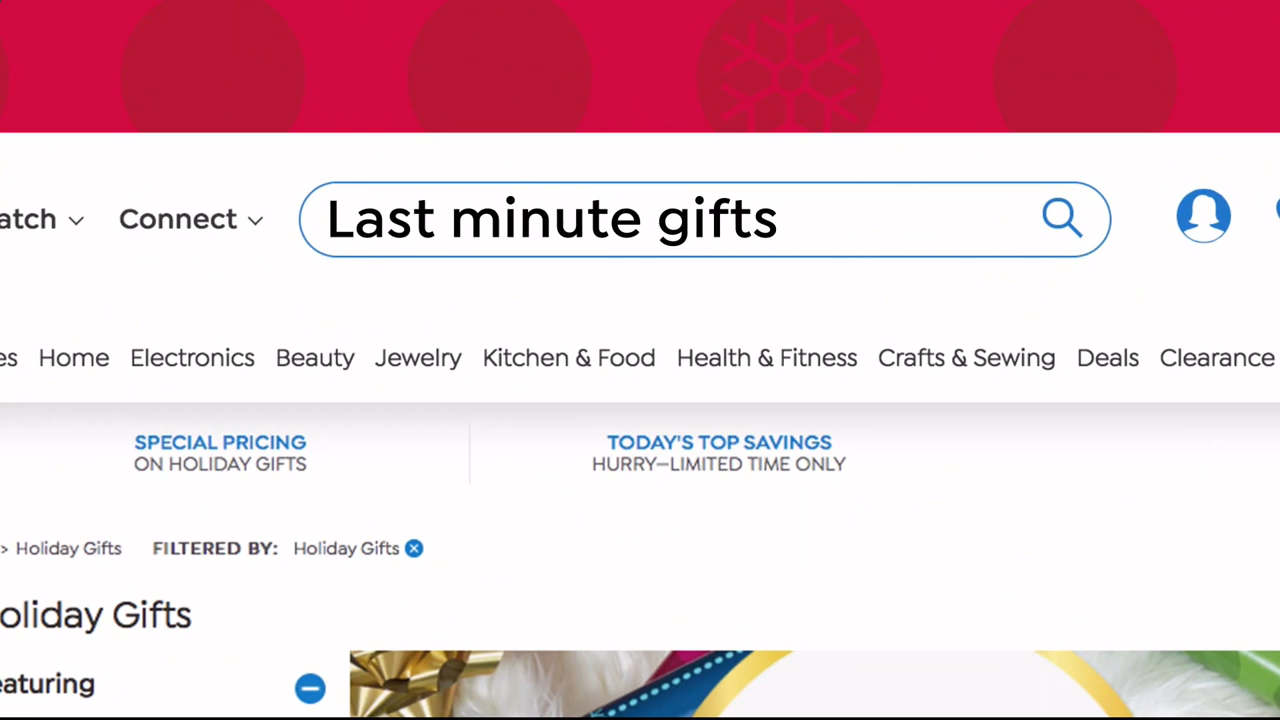 atch Connect Last minute gifts
es Home Electronics Beauty Jewelry Kitchen & Food Health & Fitness Crafts & Sewing Deals Clearance
SPECIAL PRICING
ON HOLIDAY GIFTS
TODAY'S TOP SAVINGS
HURRY—LIMITED TIME ONLY
> Holiday Gifts FILTERED BY: Holiday Gifts
oliday Gifts
eaturing